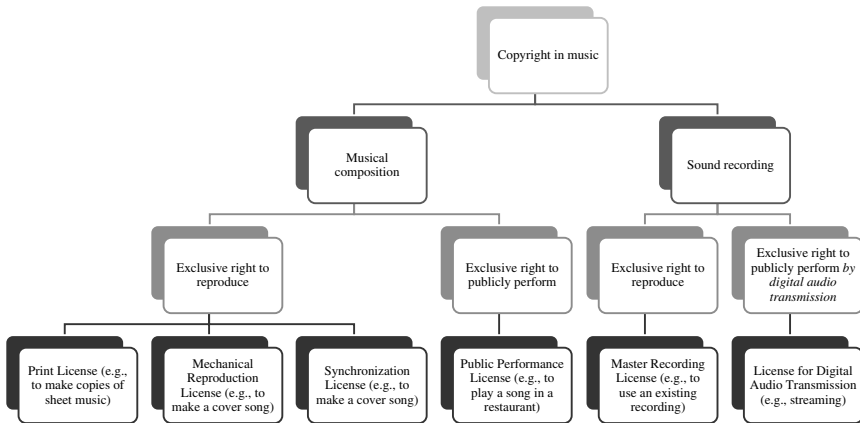 Copyright in music
Musical
composition
Sound recording
Exclusive right to
reproduce
Exclusive right to
publicly perform
Exclusive right to
reproduce
Exclusive right to
publicly perform by
digital audio
transmission
Print License (e.g.,
to make copies of
sheet music)
Mechanical
Reproduction
License (e.g., to
make a cover song)
Synchronization
License (e.g., to
make a cover song)
Public Performance
License (e.g., to
play a song in a
restaurant)
Master Recording
License (e.g., to
use an existing
recording)
License for Digital
Audio Transmission
(e.g., streaming)